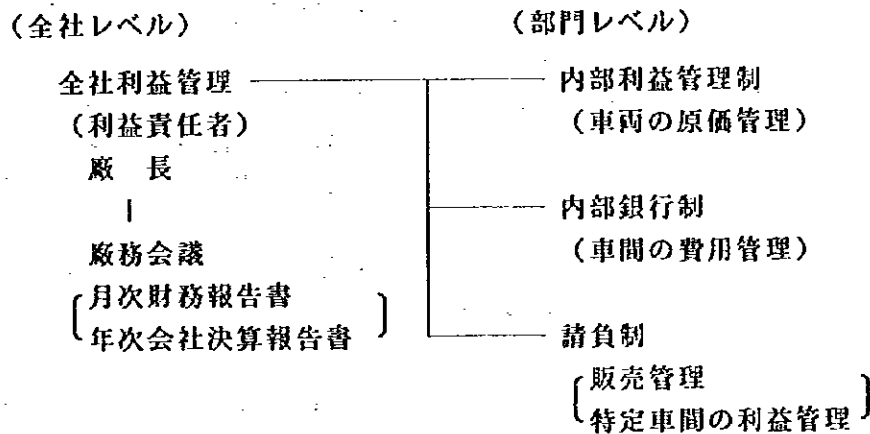 （全社レベル）
（部門レベル）
全社利益管理
（利益責任者）
廠 長
廠務会議
月次財務報告書
年次会社決算報告書
内部利益管理制
（車両の原価管理）
内部銀行制
（車間の費用管理）
請負制
販売管理
特定車間の利益管理